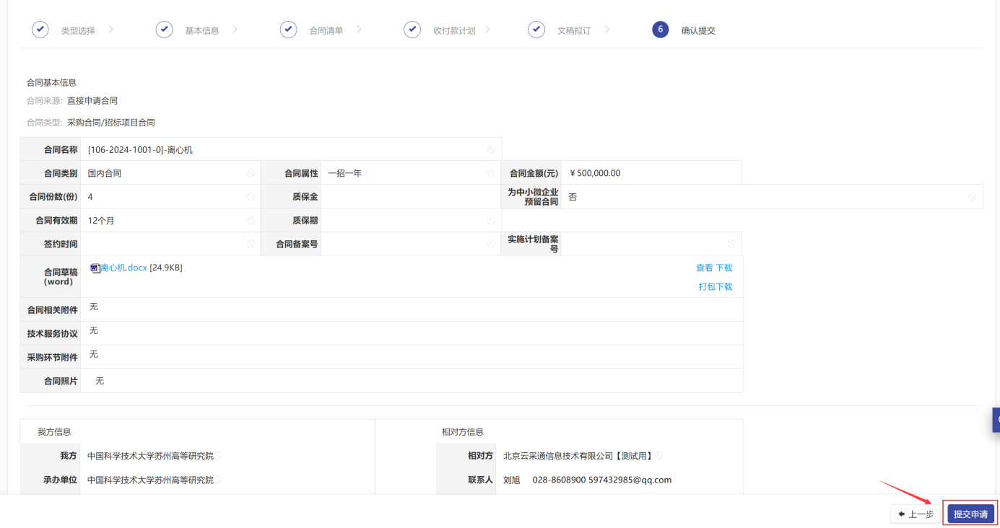 类型选择 基本信息 合同清单 收付款计划 文稿拟订 6 确认提交
合同基本信息
合同来源: 直接申请合同
合同类型: 采购合同/招标项目合同
合同名称 [106-2024-1001-0]-离心机
合同类别 国内合同 合同属性 一招一年 合同金额(元) ¥ 500,000.00
合同份数(份) 4 质保金 为中小微企业预留合同 否
合同有效期 12个月 质保期
签约时间 合同备案号 实施计划备案号
合同草稿(word) 离心机.docx [24.9KB] 查看 下载
打包下载
合同相关附件 无
技术服务协议 无
采购环节附件 无
合同照片 无
我方信息 相对方信息
我方 中国科学技术大学苏州高等研究院 相对方 北京云采通信息技术有限公司【测试用】
承办单位 中国科学技术大学苏州高等研究院 联系人 刘旭 028-8608900 597432985@qq.com
上一步 提交申请